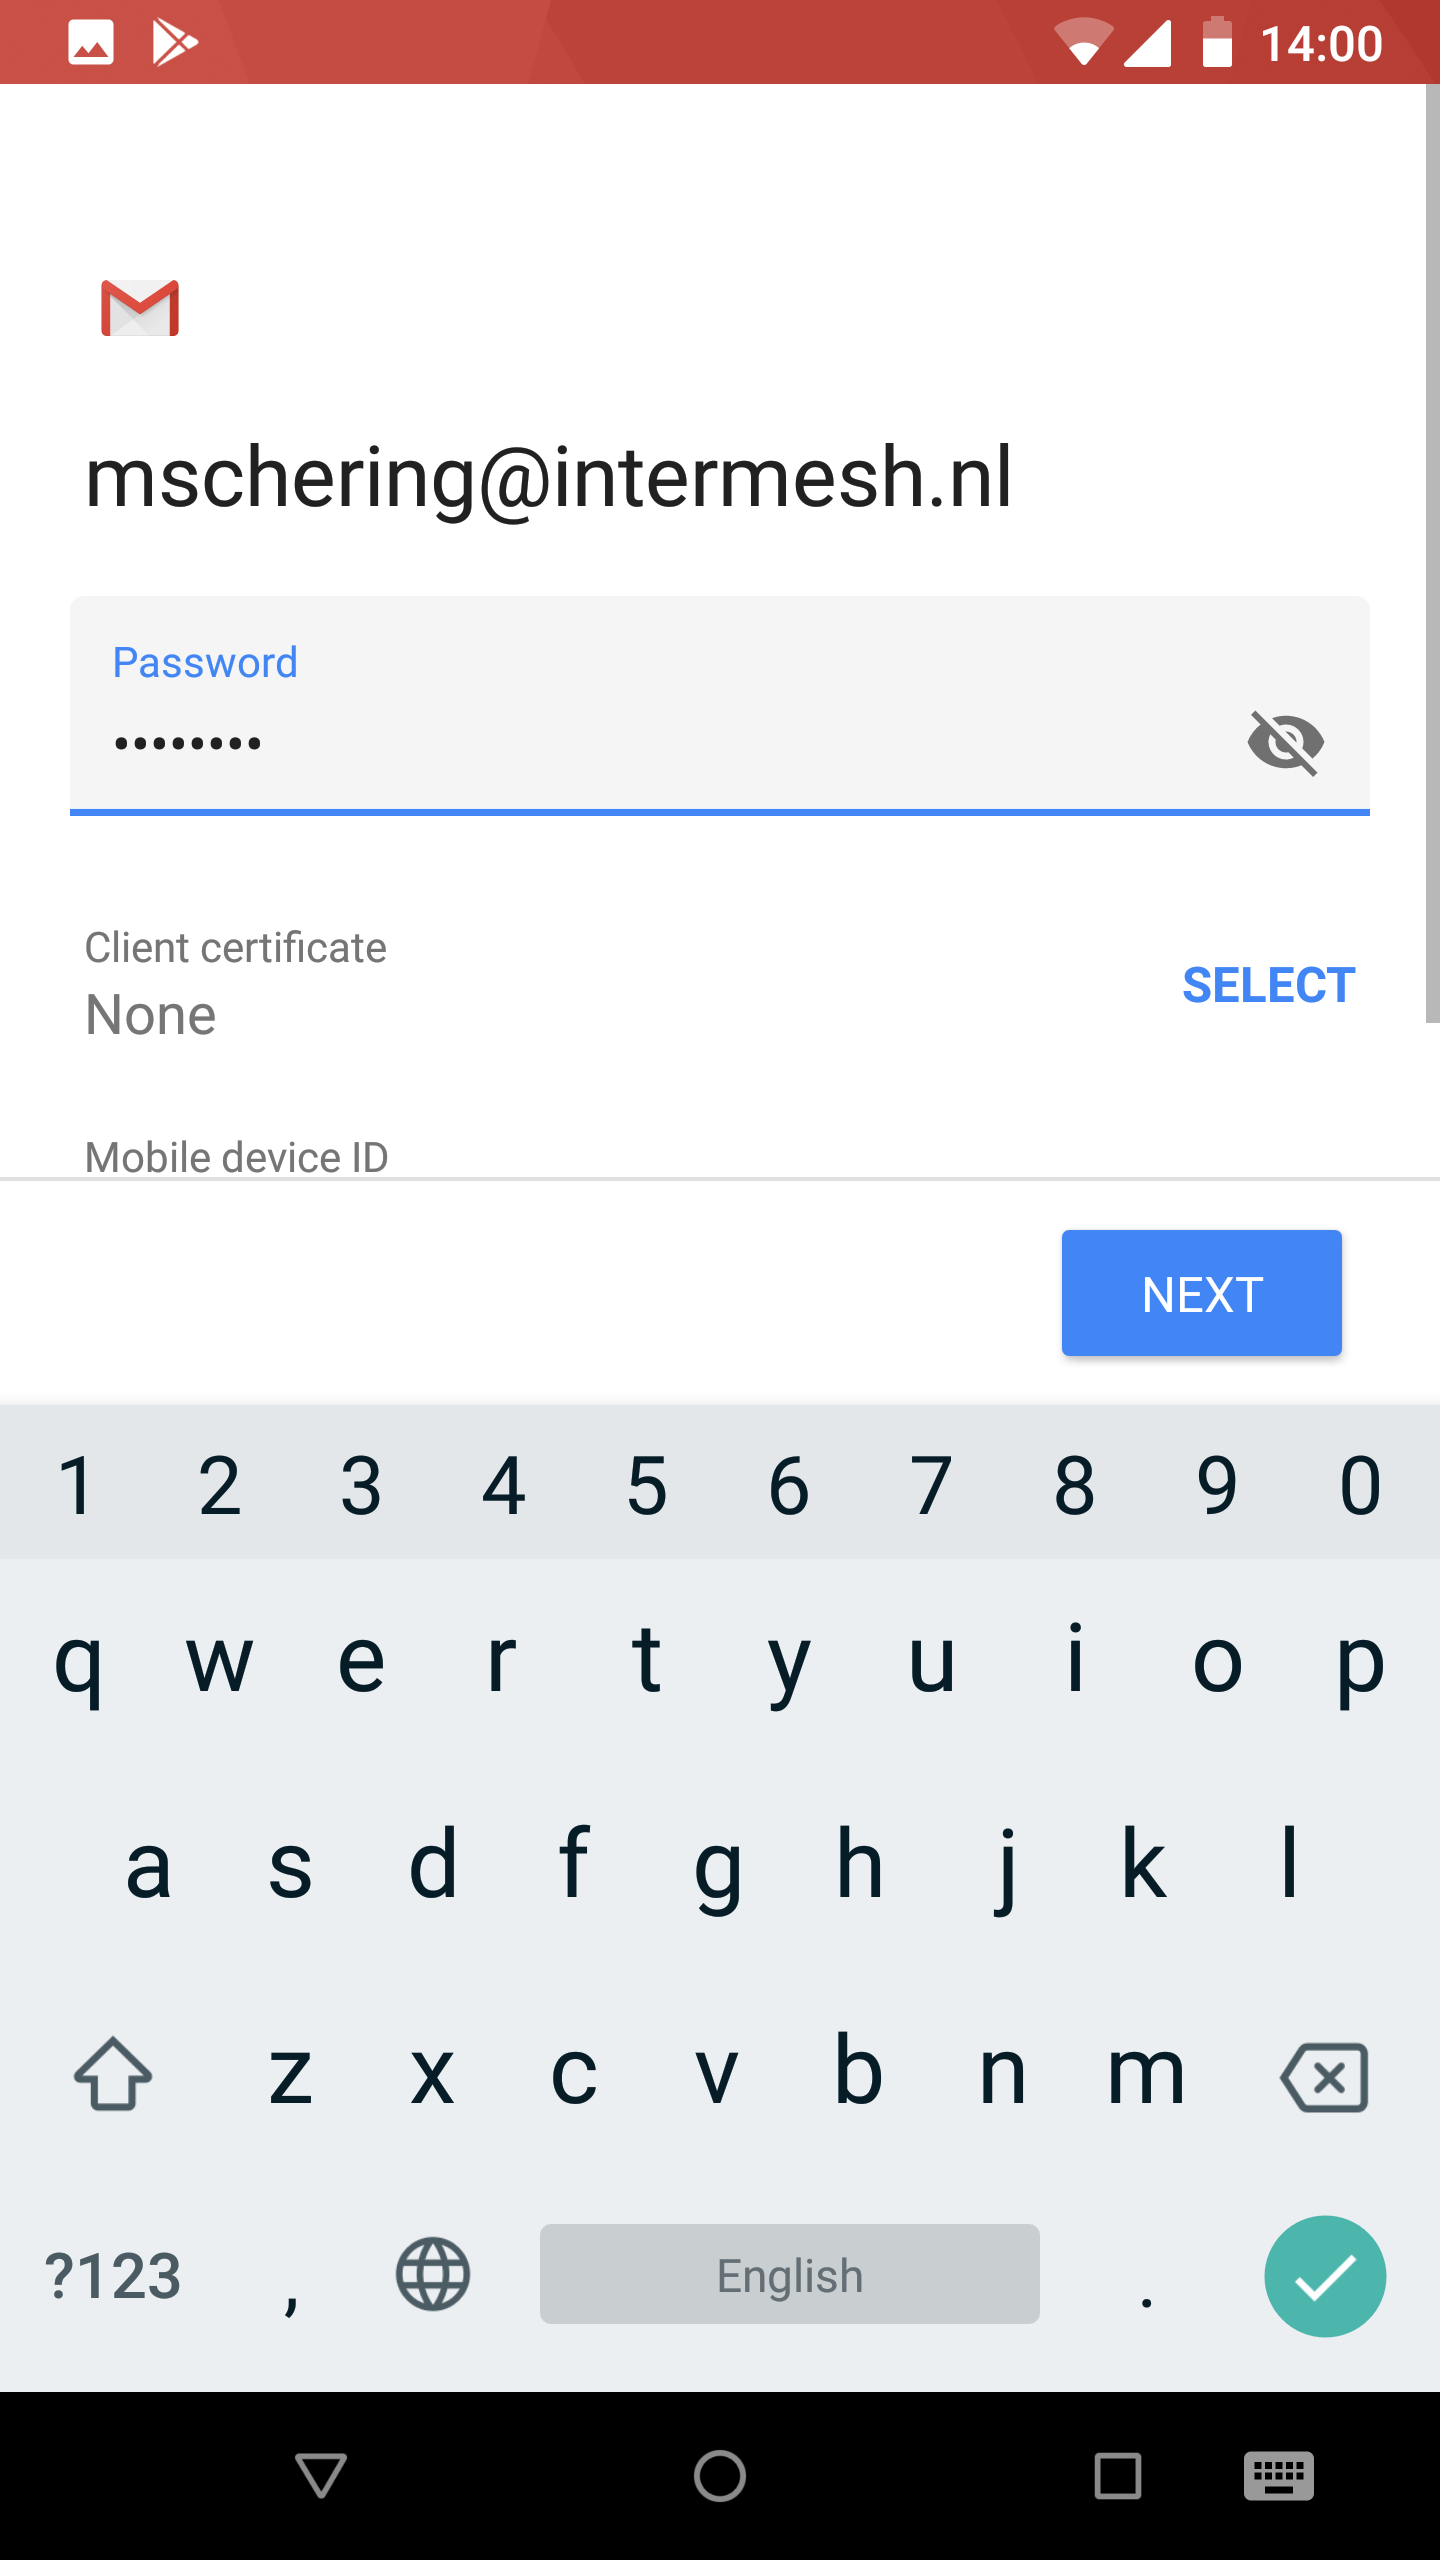 14:00
mschering@intermesh.nl
Password
••••••••
Client certificate
None
SELECT
Mobile device ID
NEXT
1 2 3 4 5 6 7 8 9 0
q w e r t y u i o p
a s d f g h j k l
z x c v b n m
?123 , English .